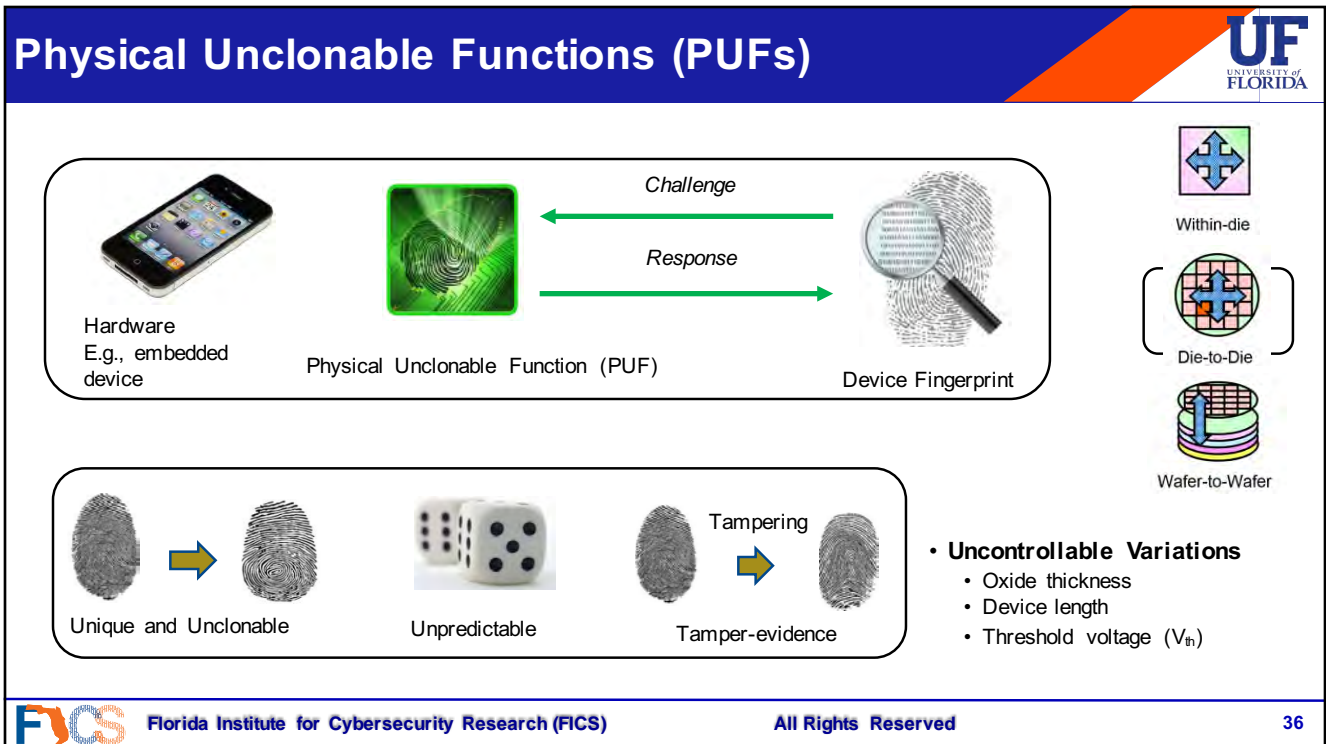 Physical Unclonable Functions (PUFs)
UF
UNIVERSITY of
FLORIDA
Hardware
E.g., embedded
device
Physical Unclonable Function (PUF)
Challenge
Response
Device Fingerprint
Within-die
Die-to-Die
Wafer-to-Wafer
Unique and Unclonable
Unpredictable
Tampering
Tamper-evidence
• Uncontrollable Variations
• Oxide thickness
• Device length
• Threshold voltage (Vth)
FICS
Florida Institute for Cybersecurity Research (FICS)
All Rights Reserved
36